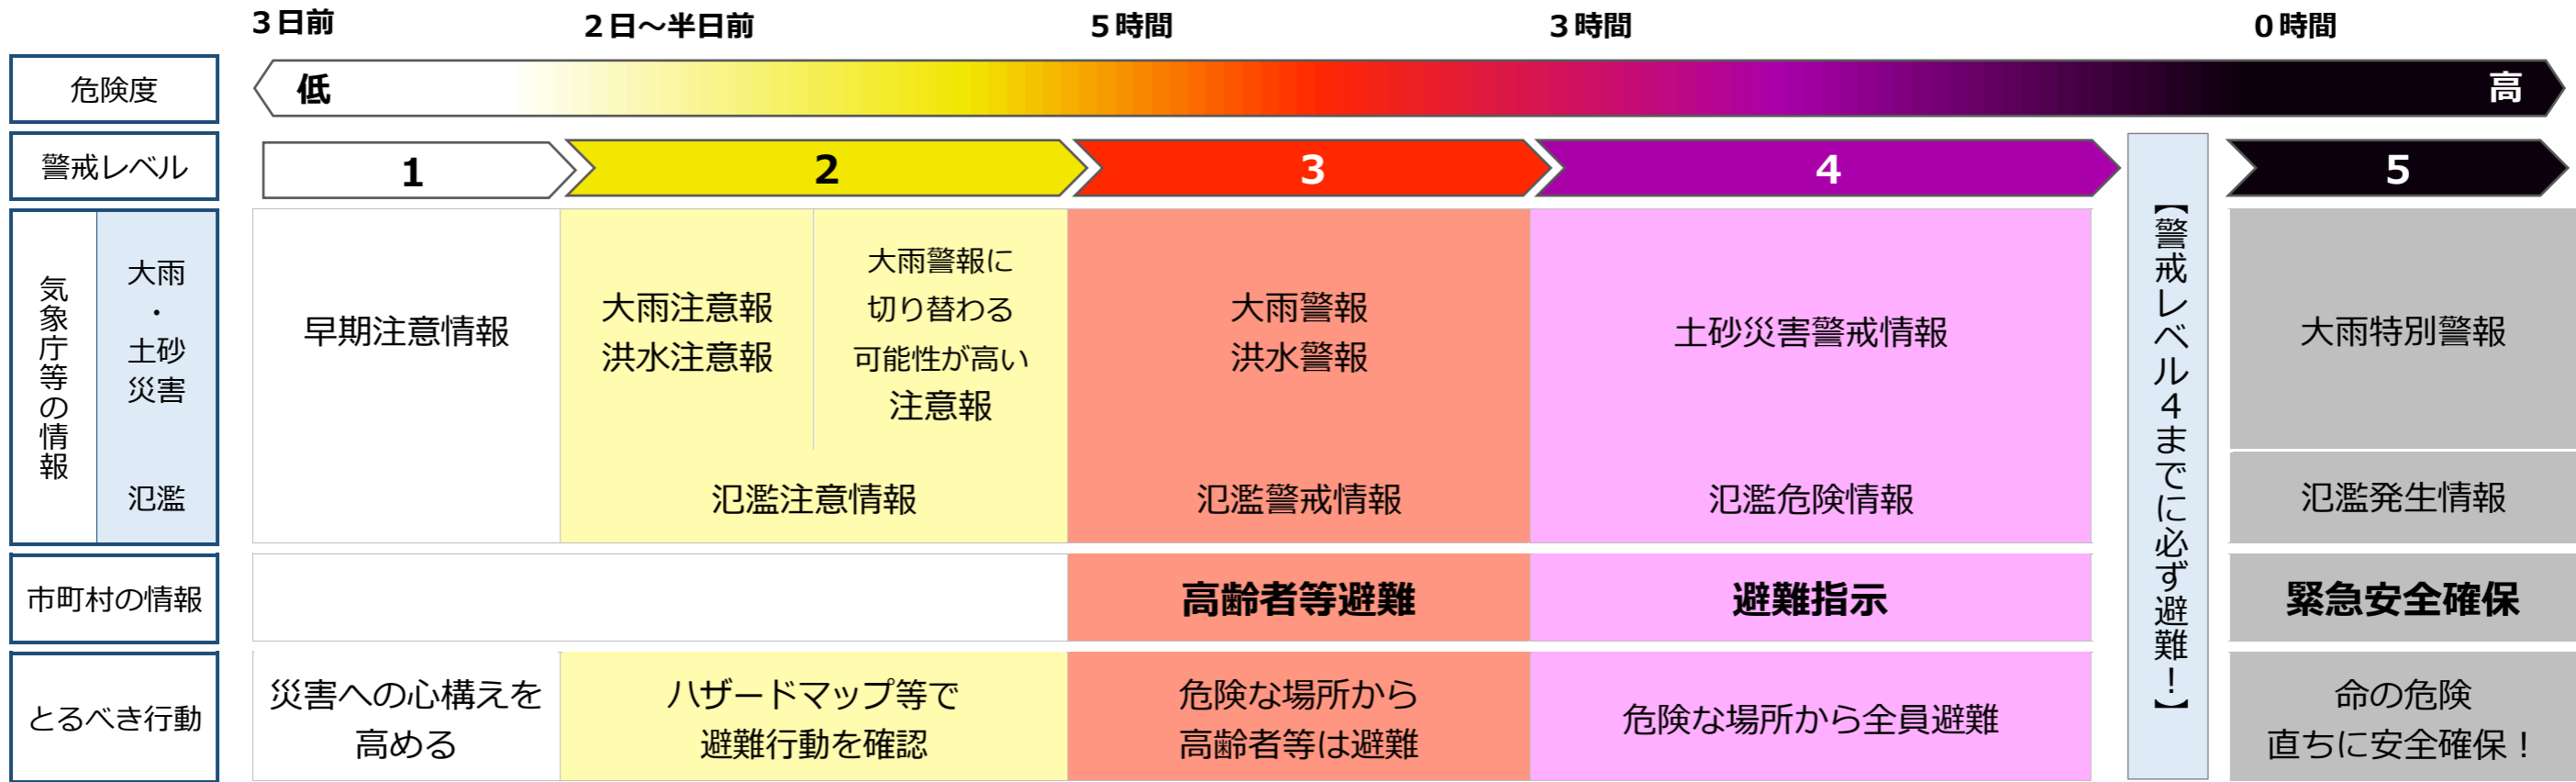 ３日前
２日～半日前
５時間
３時間
０時間
危険度
低
高
警戒レベル
1
2
3
4
5
気象庁等の情報
大雨
・
土砂
災害
早期注意情報
大雨注意報
洪水注意報
大雨警報に
切り替わる
可能性が高い
注意報
大雨警報
洪水警報
土砂災害警戒情報
大雨特別警報
氾濫
氾濫注意情報
氾濫警戒情報
氾濫危険情報
氾濫発生情報
【警戒レベル４までに必ず避難！】
市町村の情報
高齢者等避難
避難指示
緊急安全確保
とるべき行動
災害への心構えを
高める
ハザードマップ等で
避難行動を確認
危険な場所から
高齢者等は避難
危険な場所から全員避難
命の危険
直ちに安全確保！